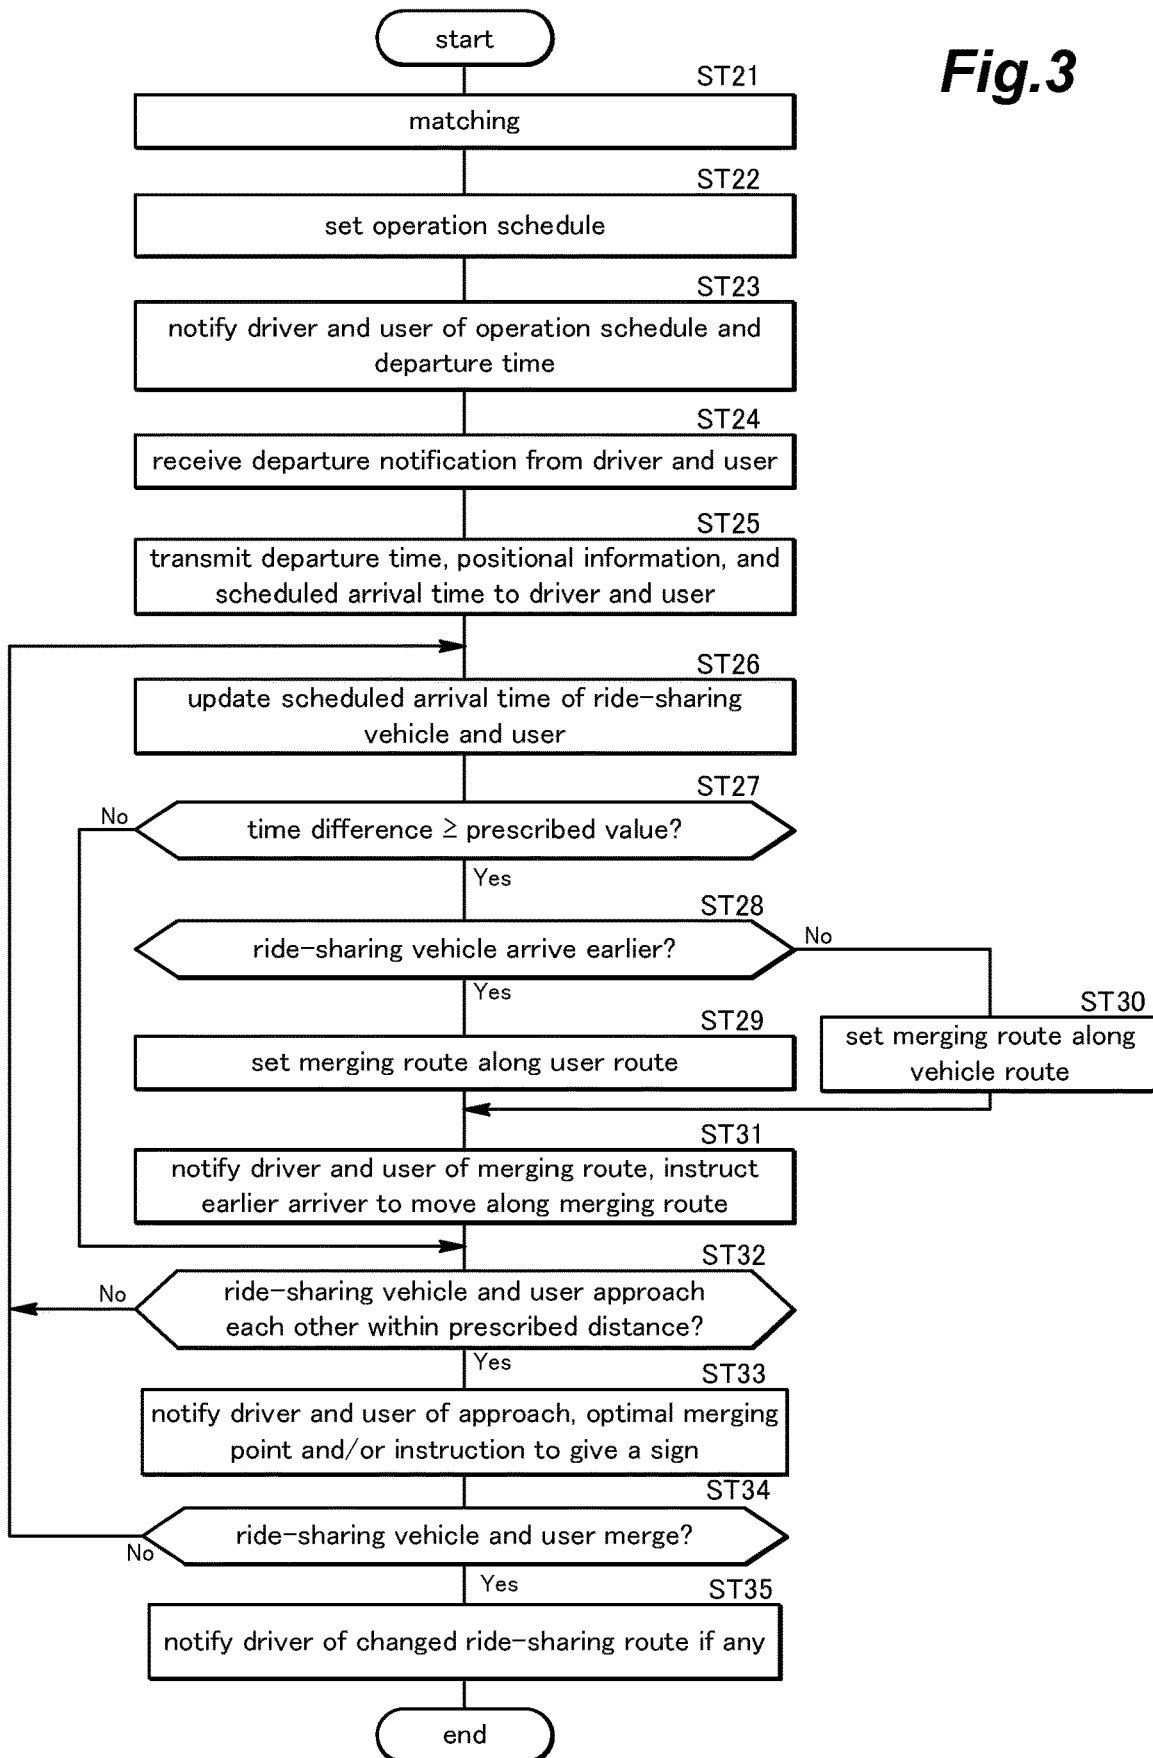 start
Fig.3
ST21
matching
ST22
set operation schedule
ST23
notify driver and user of operation schedule and
departure time
ST24
receive departure notification from driver and user
ST25
transmit departure time, positional information, and
scheduled arrival time to driver and user
ST26
update scheduled arrival time of ride-sharing
vehicle and user
ST27
No
time difference ≥ prescribed value?
Yes
ST28
ride-sharing vehicle arrive earlier?
No
Yes
ST29
set merging route along user route
ST30
set merging route along
vehicle route
ST31
notify driver and user of merging route, instruct
earlier arriver to move along merging route
ST32
No
ride-sharing vehicle and user approach
each other within prescribed distance?
Yes
ST33
notify driver and user of approach, optimal merging
point and/or instruction to give a sign
ST34
ride-sharing vehicle and user merge?
No
Yes
ST35
notify driver of changed ride-sharing route if any
end